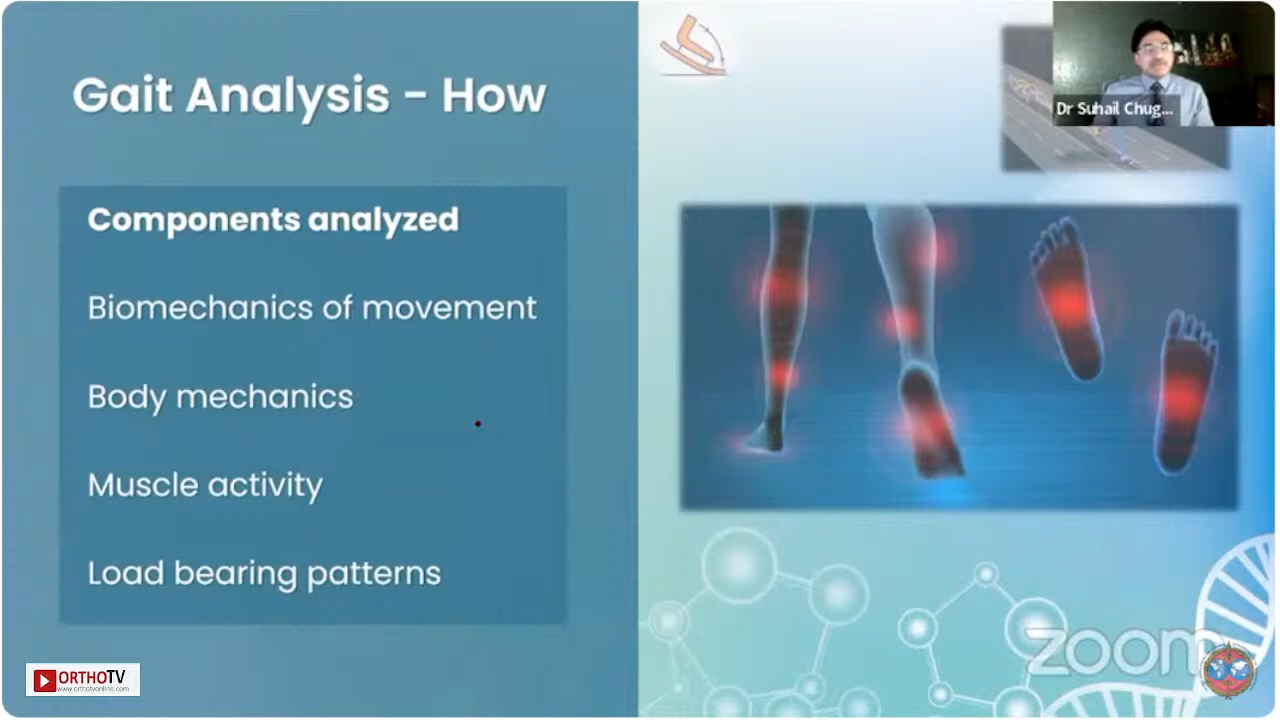 Gait Analysis - How
Components analyzed
Biomechanics of movement
Body mechanics
Muscle activity
Load bearing patterns
Dr Suhail Chug...
zoom
ORTHOTV
www.orthotvonline.com